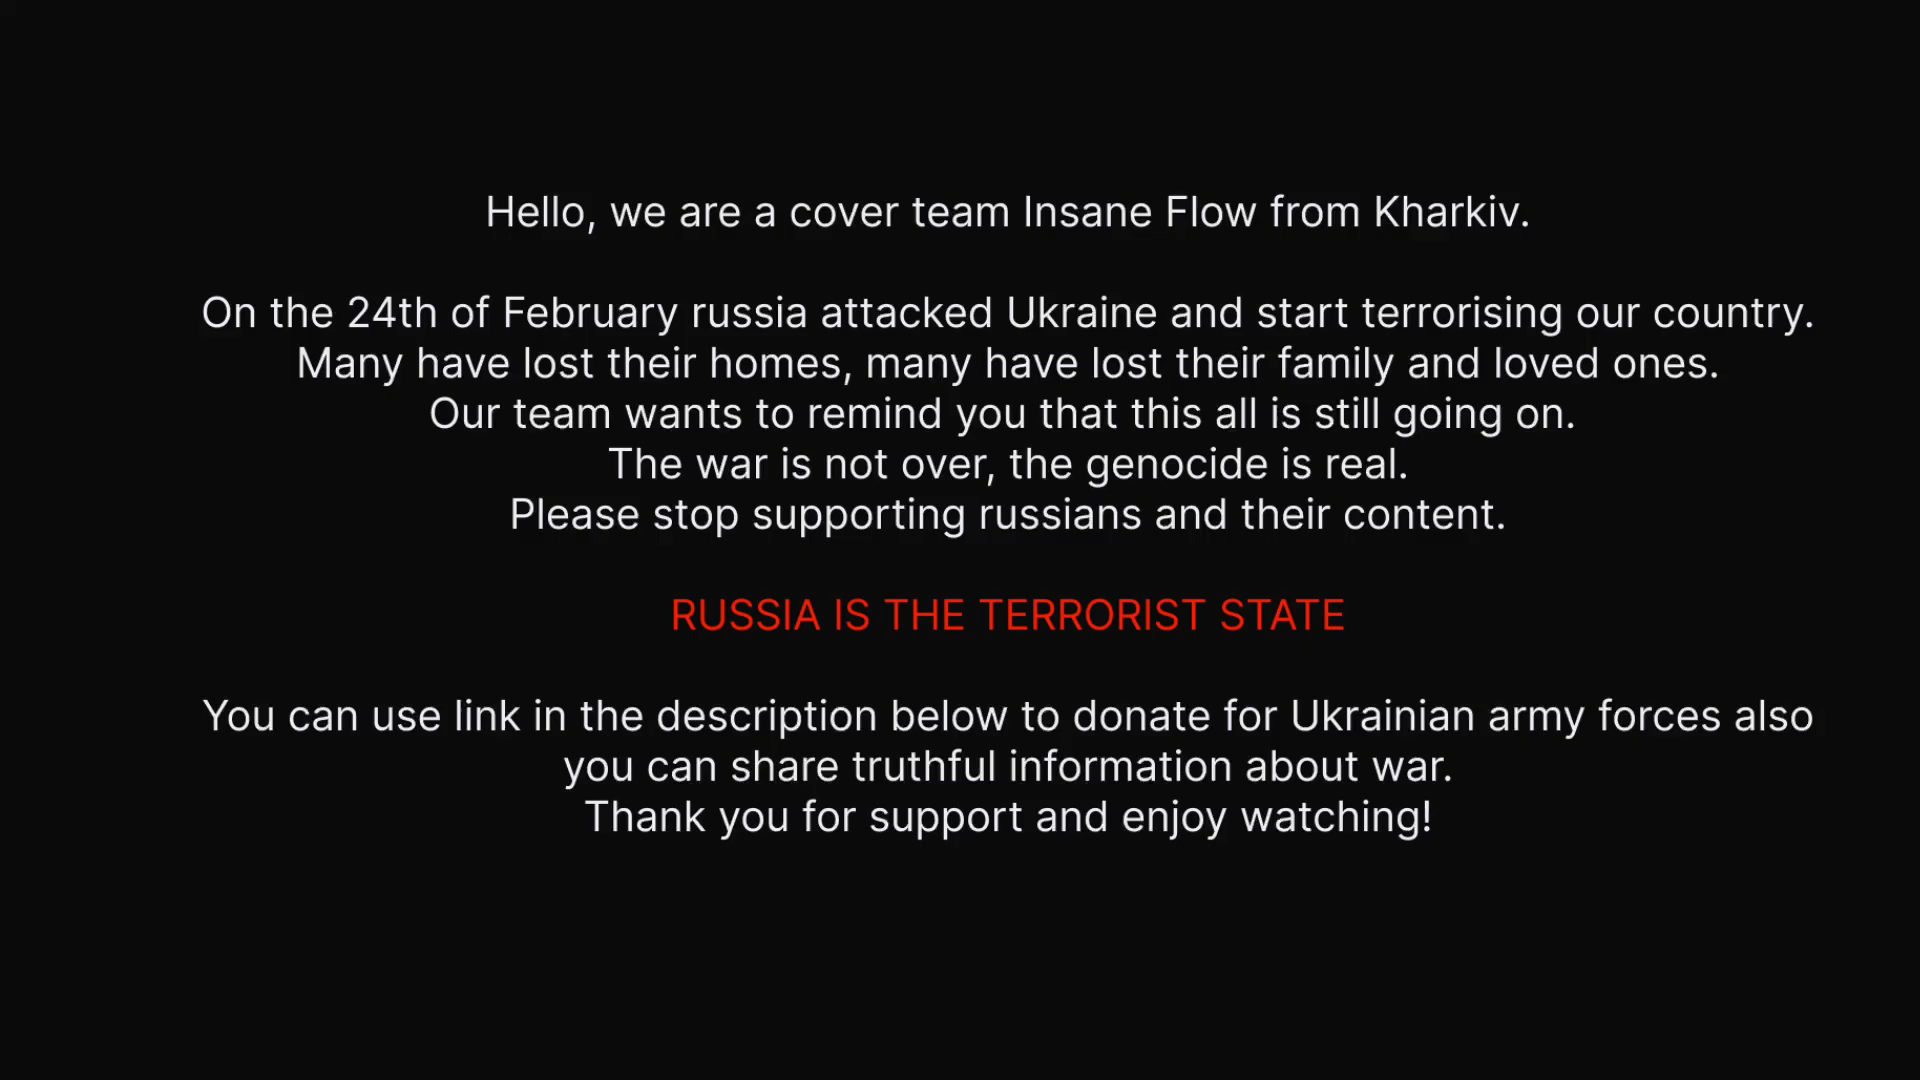 Hello, we are a cover team Insane Flow from Kharkiv.
On the 24th of February russia attacked Ukraine and start terrorising our country.
Many have lost their homes, many have lost their family and loved ones.
Our team wants to remind you that this all is still going on.
The war is not over, the genocide is real.
Please stop supporting russians and their content.
RUSSIA IS THE TERRORIST STATE
You can use link in the description below to donate for Ukrainian army forces also
you can share truthful information about war.
Thank you for support and enjoy watching!